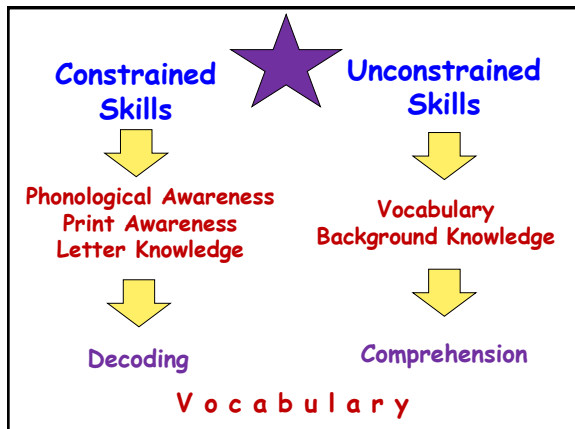 Constrained
Skills
Unconstrained
Skills
Phonological Awareness
Print Awareness
Letter Knowledge
Vocabulary
Background Knowledge
Decoding
Comprehension
V o c a b u l a r y